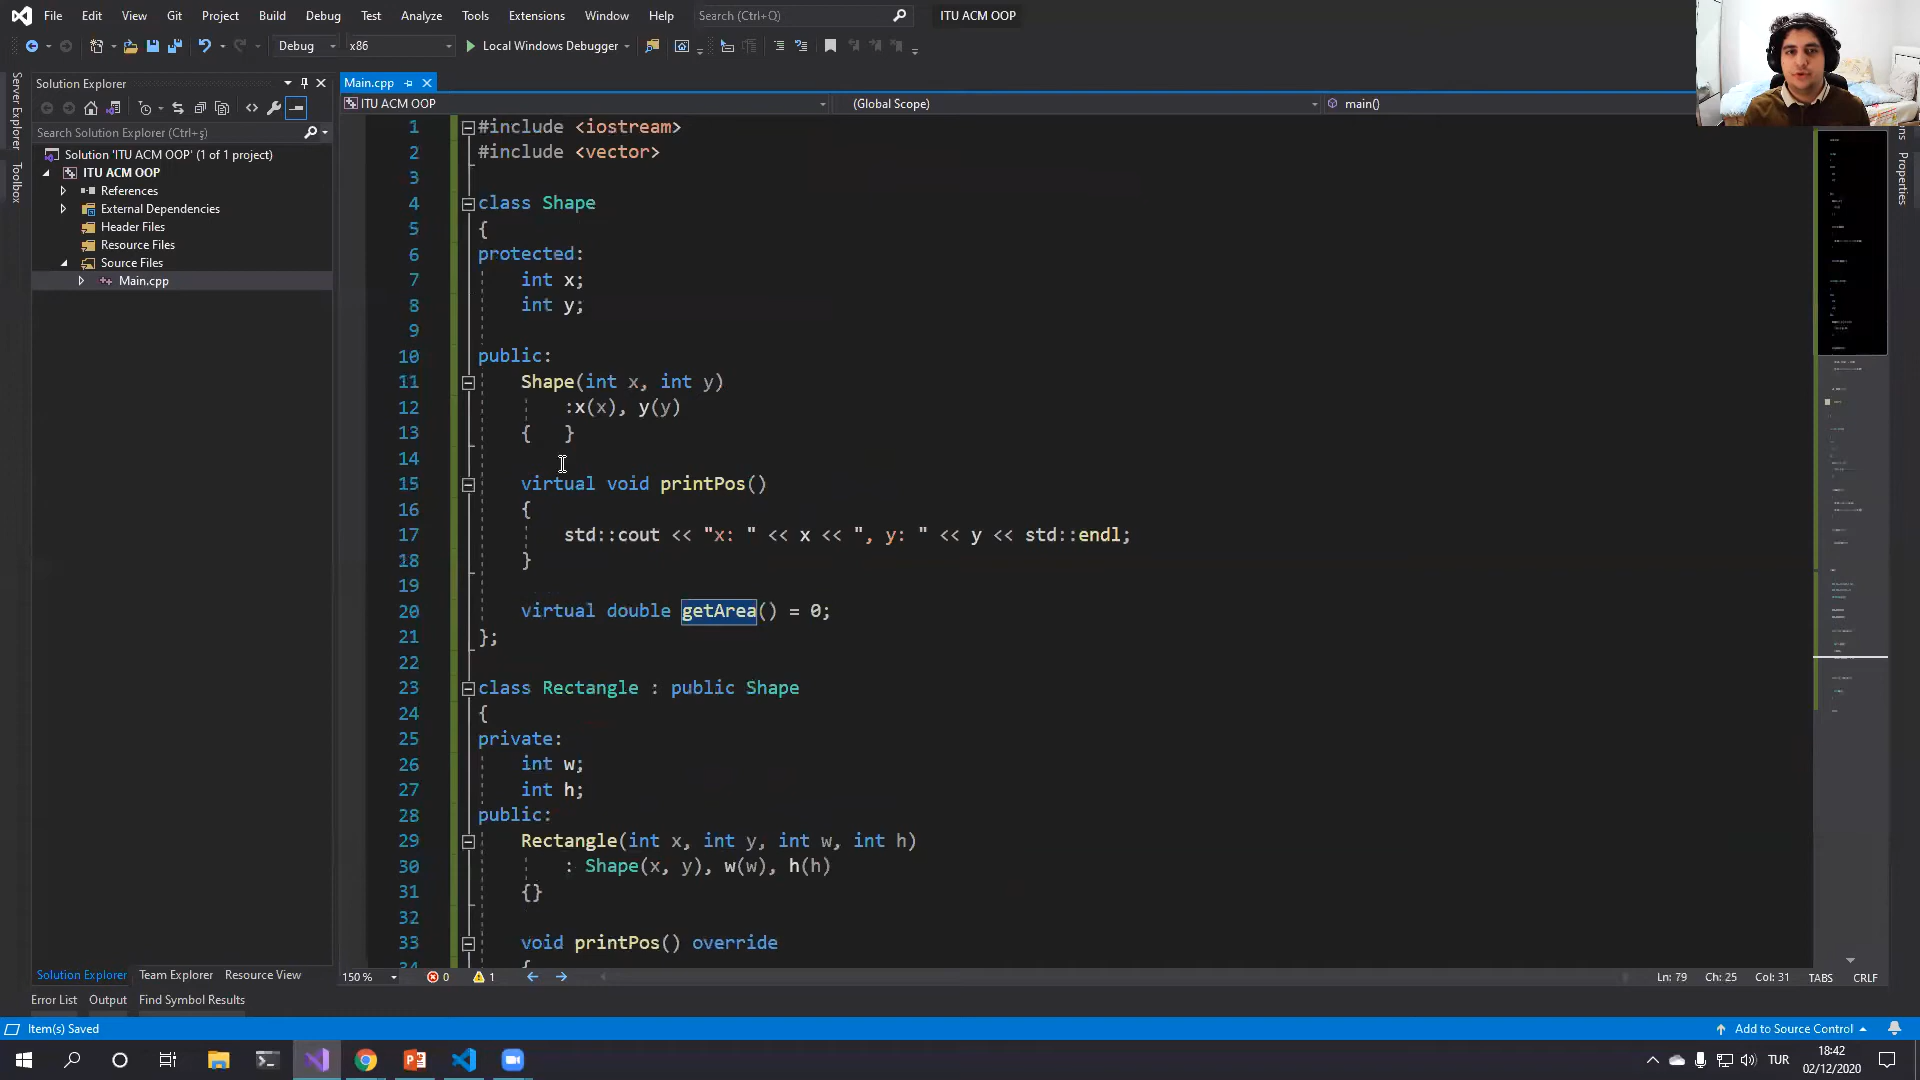 File Edit View Git Project Build Debug Test Analyze Tools Extensions Window Help Search (Ctrl+Q) ITU ACM OOP
Debug x86 Local Windows Debugger
Server Explorer
Toolbox
Solution Explorer
Search Solution Explorer (Ctrl+ş)
Solution 'ITU ACM OOP' (1 of 1 project)
ITU ACM OOP
References
External Dependencies
Header Files
Resource Files
Source Files
Main.cpp
Solution Explorer Team Explorer Resource View
Main.cpp
ITU ACM OOP (Global Scope) main()
1 #include <iostream>
2 #include <vector>
3
4 class Shape
5 {
6 protected:
7 int x;
8 int y;
9
10 public:
11 Shape(int x, int y)
12 :x(x), y(y)
13 { }
14
15 virtual void printPos()
16 {
17 std::cout << "x: " << x << ", y: " << y << std::endl;
18 }
19
20 virtual double getArea() = 0;
21 };
22
23 class Rectangle : public Shape
24 {
25 private:
26 int w;
27 int h;
28 public:
29 Rectangle(int x, int y, int w, int h)
30 : Shape(x, y), w(w), h(h)
31 {}
32
33 void printPos() override
34 {
Properties
150 % 0 1 Ln: 79 Ch: 25 Col: 31 TABS CRLF
Error List Output Find Symbol Results
Item(s) Saved Add to Source Control
TUR 18:42
02/12/2020